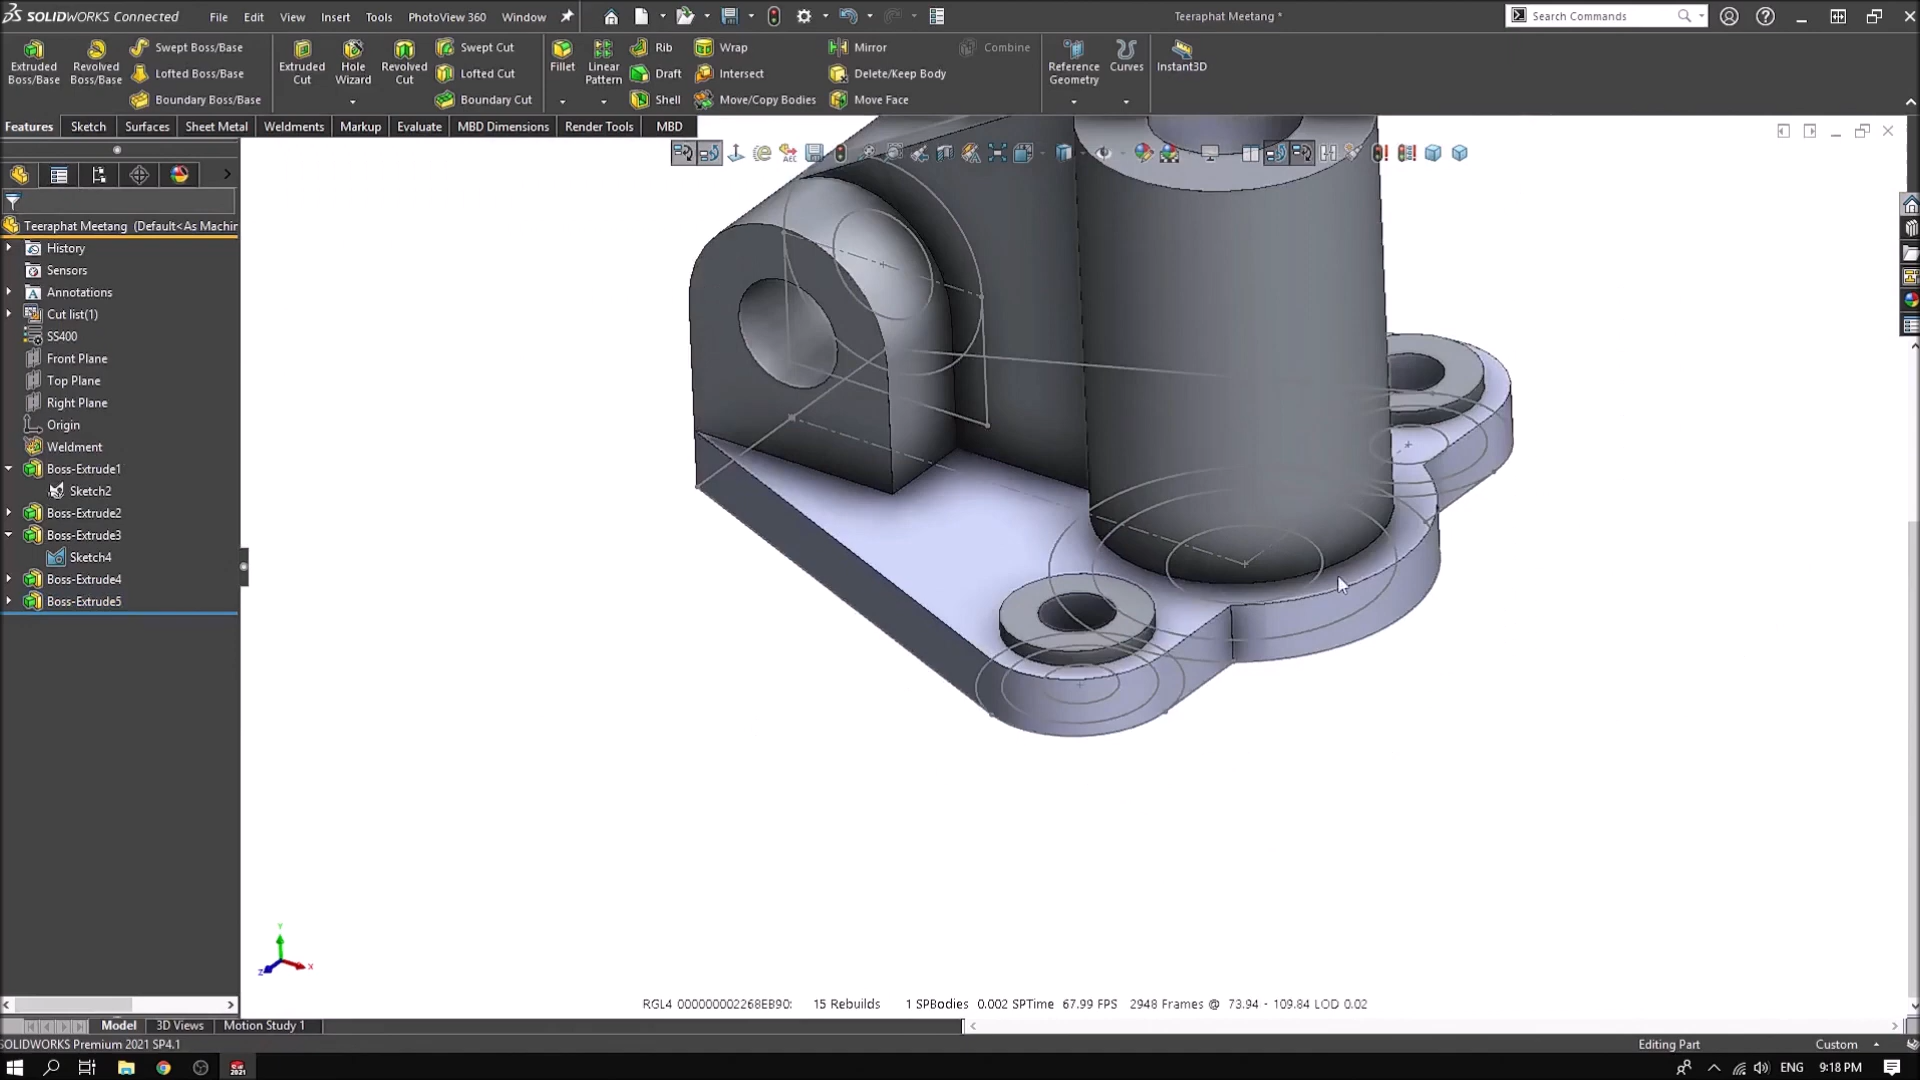 SOLIDWORKS Connected File Edit View Insert Tools PhotoView 360 Window Teeraphat Meetang * Search Commands
Extruded Boss/Base
Revolved Boss/Base
Swept Boss/Base
Lofted Boss/Base
Boundary Boss/Base
Extruded Cut
Hole Wizard
Revolved Cut
Swept Cut
Lofted Cut
Boundary Cut
Fillet
Linear Pattern
Rib
Draft
Shell
Wrap
Intersect
Move/Copy Bodies
Mirror
Delete/Keep Body
Move Face
Combine
Reference Geometry
Curves
Instant3D
Features Sketch Surfaces Sheet Metal Weldments Markup Evaluate MBD Dimensions Render Tools MBD
Teeraphat Meetang (Default<As Machin
History
Sensors
Annotations
Cut list(1)
SS400
Front Plane
Top Plane
Right Plane
Origin
Weldment
Boss-Extrude1
Sketch2
Boss-Extrude2
Boss-Extrude3
Sketch4
Boss-Extrude4
Boss-Extrude5
Y
Z X
RGL4 000000002268EB90: 15 Rebuilds 1 SPBodies 0.002 SPTime 67.99 FPS 2948 Frames @ 73.94 - 109.84 LOD 0.02
Model 3D Views Motion Study 1
SOLIDWORKS Premium 2021 SP4.1 Editing Part Custom
ENG 9:18 PM